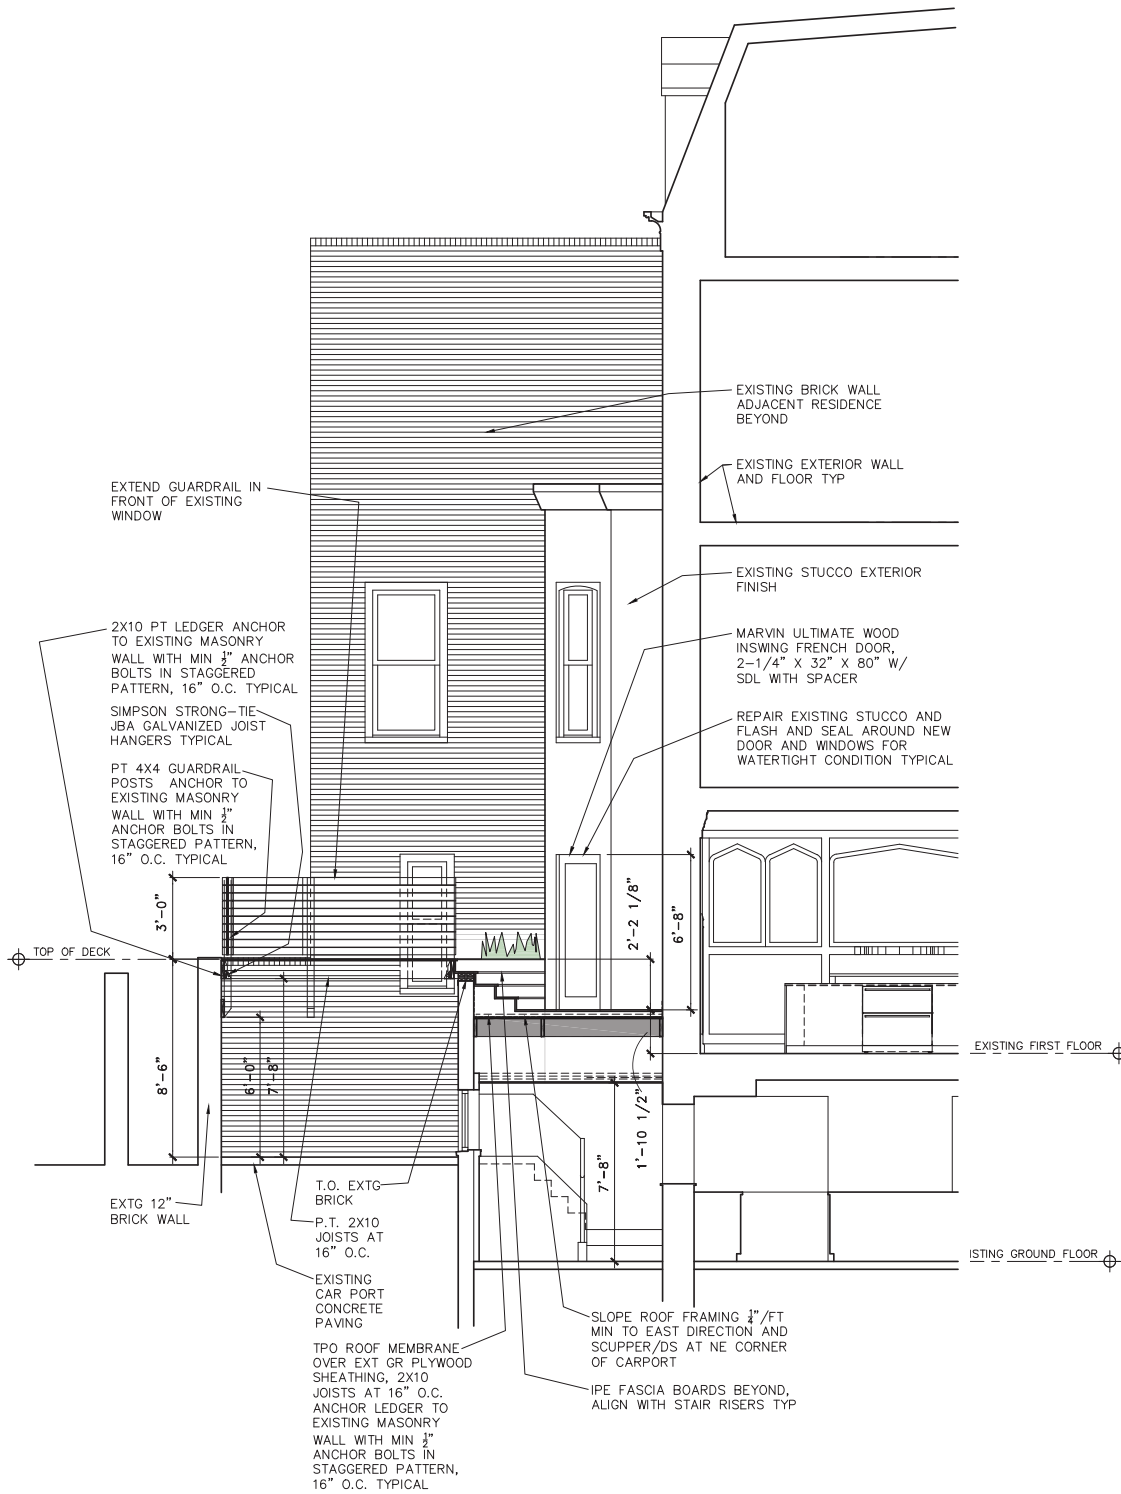 EXISTING BRICK WALL
ADJACENT RESIDENCE
BEYOND
EXISTING EXTERIOR WALL
AND FLOOR TYP
EXTEND GUARDRAIL IN
FRONT OF EXISTING
WINDOW
EXISTING STUCCO EXTERIOR
FINISH
2X10 PT LEDGER ANCHOR
TO EXISTING MASONRY
WALL WITH MIN ½" ANCHOR
BOLTS IN STAGGERED
PATTERN, 16" O.C. TYPICAL
MARVIN ULTIMATE WOOD
INSWING FRENCH DOOR,
2-1/4" X 32" X 80" W/
SDL WITH SPACER
SIMPSON STRONG-TIE
JBA GALVANIZED JOIST
HANGERS TYPICAL
REPAIR EXISTING STUCCO AND
FLASH AND SEAL AROUND NEW
DOOR AND WINDOWS FOR
WATERTIGHT CONDITION TYPICAL
PT 4X4 GUARDRAIL
POSTS ANCHOR TO
EXISTING MASONRY
WALL WITH MIN ½"
ANCHOR BOLTS IN
STAGGERED PATTERN,
16" O.C. TYPICAL
3'-0"
2'-2 1/8"
6'-8"
TOP OF DECK
EXISTING FIRST FLOOR
8'-6"
6'-0"
7'-8"
1'-10 1/2"
7'-8"
EXTG 12"
BRICK WALL
T.O. EXTG
BRICK
P.T. 2X10
JOISTS AT
16" O.C.
ISTING GROUND FLOOR
EXISTING
CAR PORT
CONCRETE
PAVING
SLOPE ROOF FRAMING ¼"/FT
MIN TO EAST DIRECTION AND
SCUPPER/DS AT NE CORNER
OF CARPORT
TPO ROOF MEMBRANE
OVER EXT GR PLYWOOD
SHEATHING, 2X10
JOISTS AT 16" O.C.
ANCHOR LEDGER TO
EXISTING MASONRY
WALL WITH MIN ½"
ANCHOR BOLTS IN
STAGGERED PATTERN,
16" O.C. TYPICAL
IPE FASCIA BOARDS BEYOND,
ALIGN WITH STAIR RISERS TYP